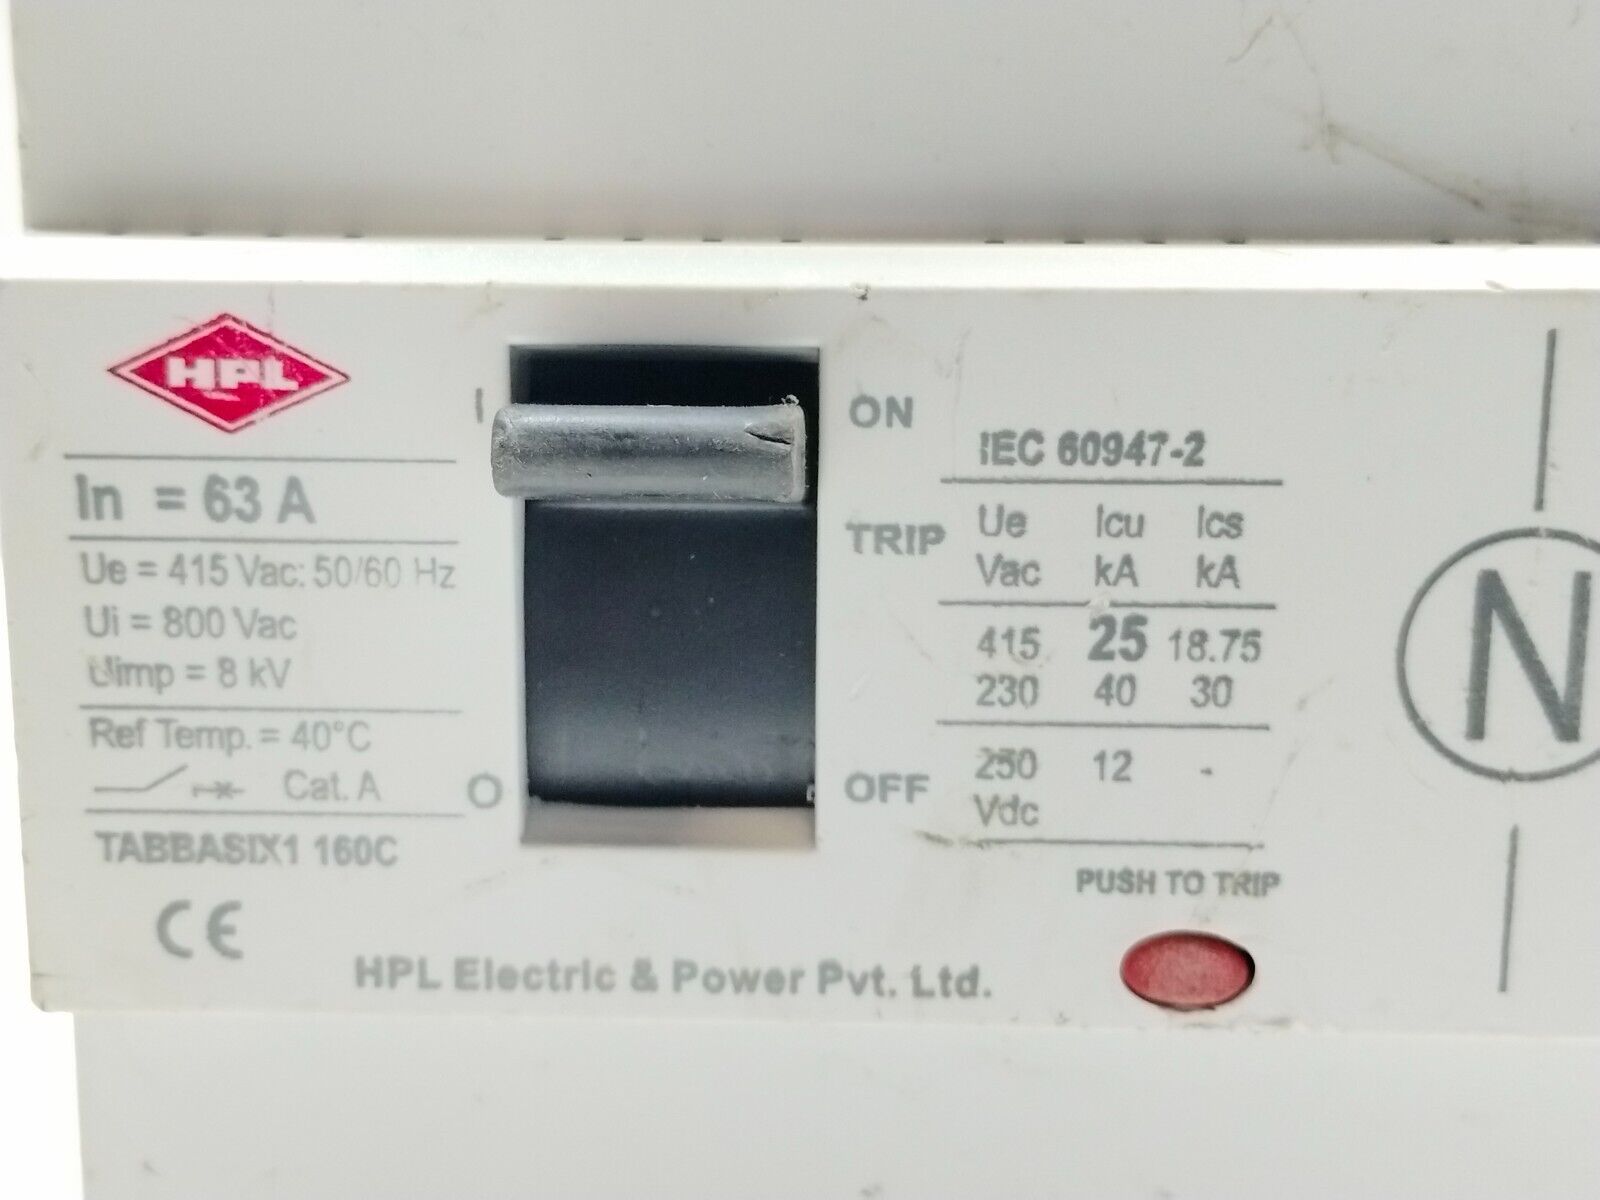 HPL
In = 63 A
Ue = 415 Vac: 50/60 Hz
Ui = 800 Vac
Uimp = 8 kV
Ref Temp. = 40°C
Cat. A
TABBASIX1 160C
CE
I ON
TRIP
O OFF
IEC 60947-2
Ue Icu Ics
Vac kA kA
415 25 18.75
230 40 30
250 12 -
Vdc
PUSH TO TRIP
HPL Electric & Power Pvt. Ltd.
N